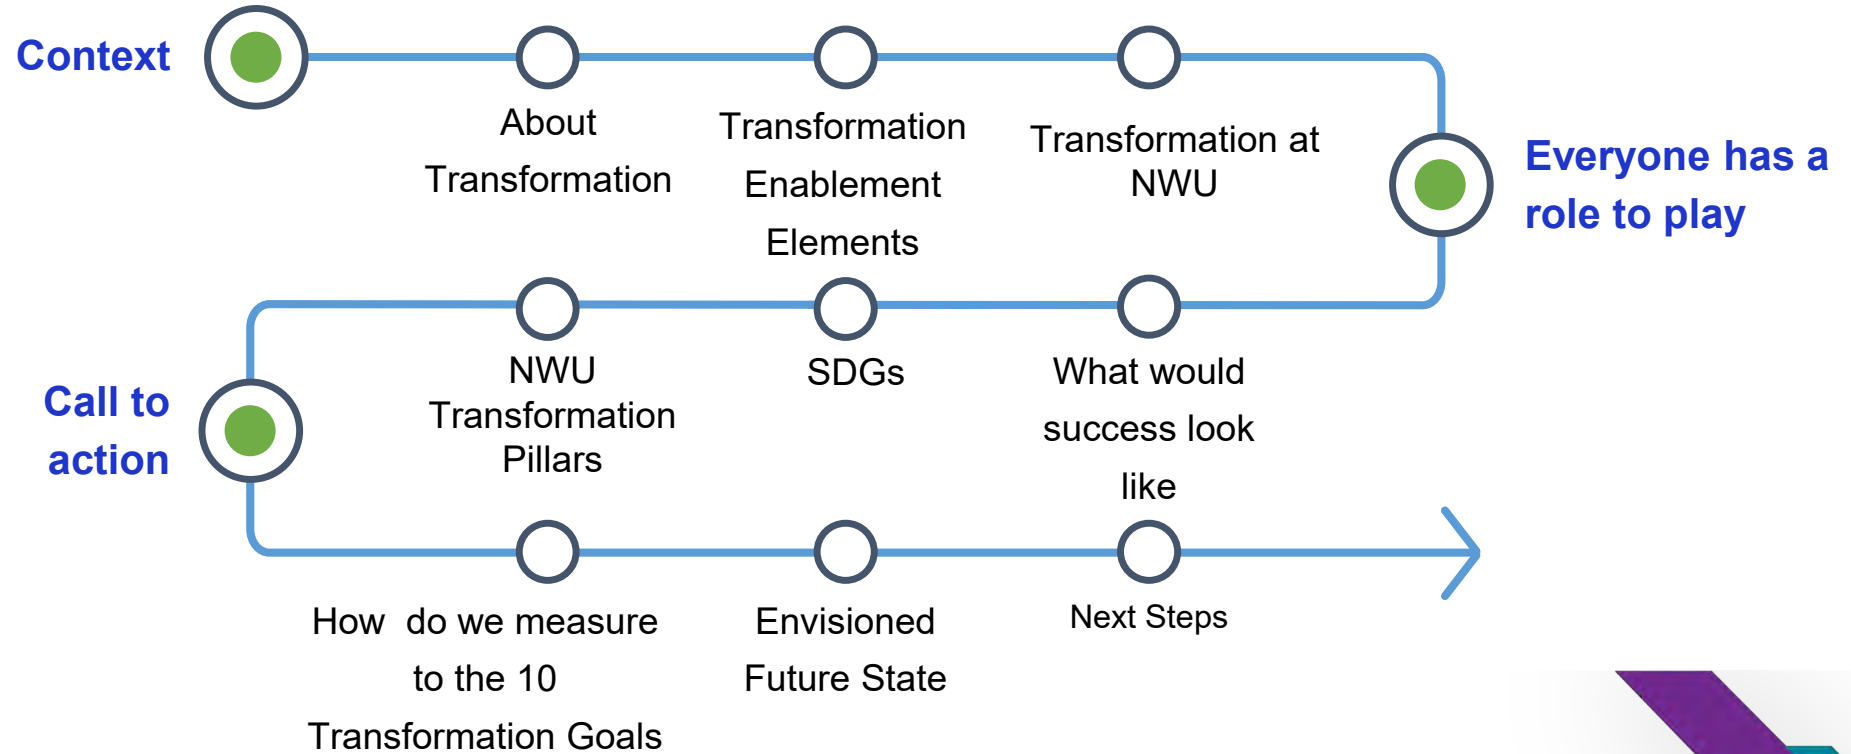 Context
About
Transformation
Transformation
Enablement
Elements
Transformation at
NWU
Everyone has a
role to play
What would
success look
like
SDGs
NWU
Transformation
Pillars
Call to
action
How  do we measure
to the 10
Transformation Goals
Envisioned
Future State
Next Steps